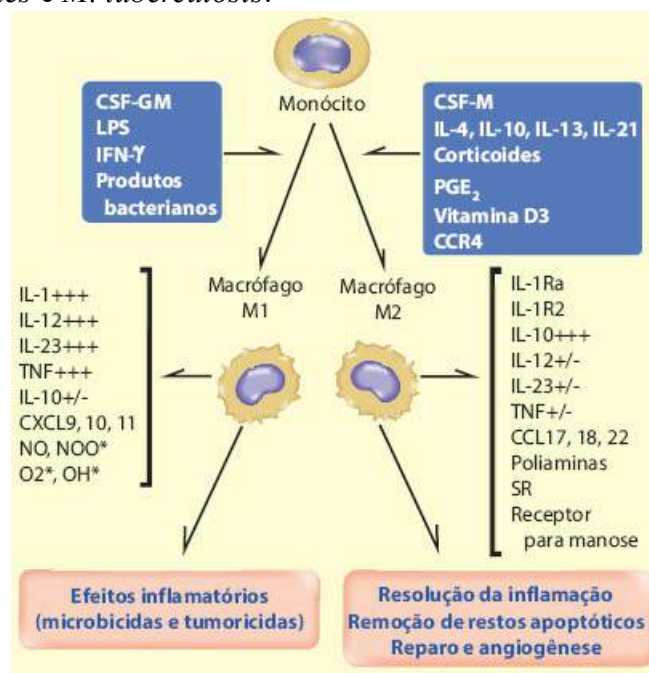 M. tuberculosis.
Monócito
CSF-GM
LPS
IFN-γ
Produtos
bacterianos
CSF-M
IL-4, IL-10, IL-13, IL-21
Corticoides
PGE₂
Vitamina D3
CCR4
Macrófago
M1
Macrófago
M2
IL-1+++
IL-12+++
IL-23+++
TNF+++
IL-10+/-
CXCL9, 10, 11
NO, NOO*
O2*, OH*
IL-1Ra
IL-1R2
IL-10+++
IL-12+/-
IL-23+/-
TNF+/-
CCL17, 18, 22
Poliaminas
SR
Receptor
para manose
Efeitos inflamatórios
(microbicidas e tumoricidas)
Resolução da inflamação
Remoção de restos apoptóticos
Reparo e angiogênese